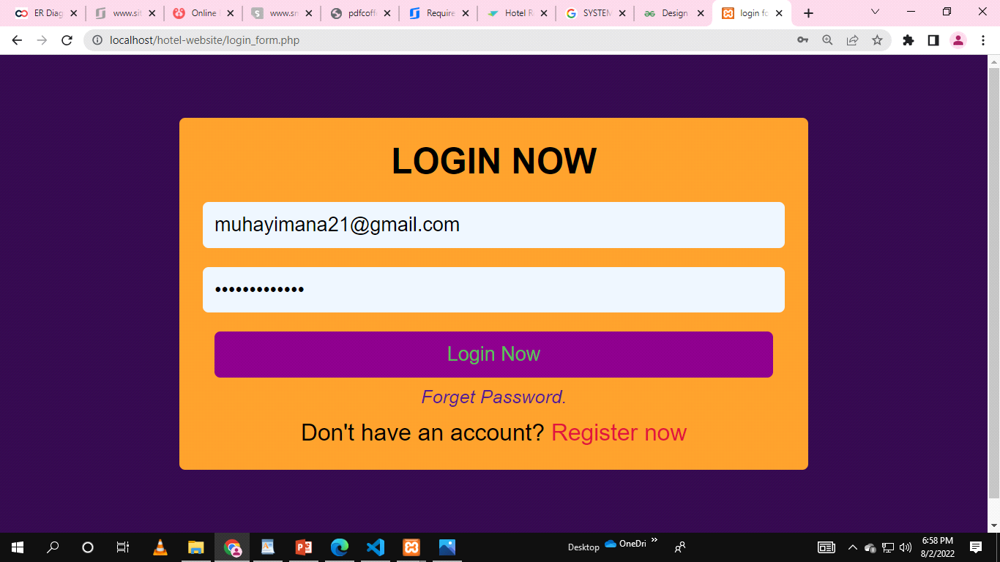 ER Diag
www.sit
Online
www.sn
pdfcoff
Require
Hotel R
SYSTEM
Design
login fo
localhost/hotel-website/login_form.php
LOGIN NOW
muhayimana21@gmail.com
•••••••••••••
Login Now
Forget Password.
Don't have an account? Register now
Desktop
OneDri
»
6:58 PM
8/2/2022